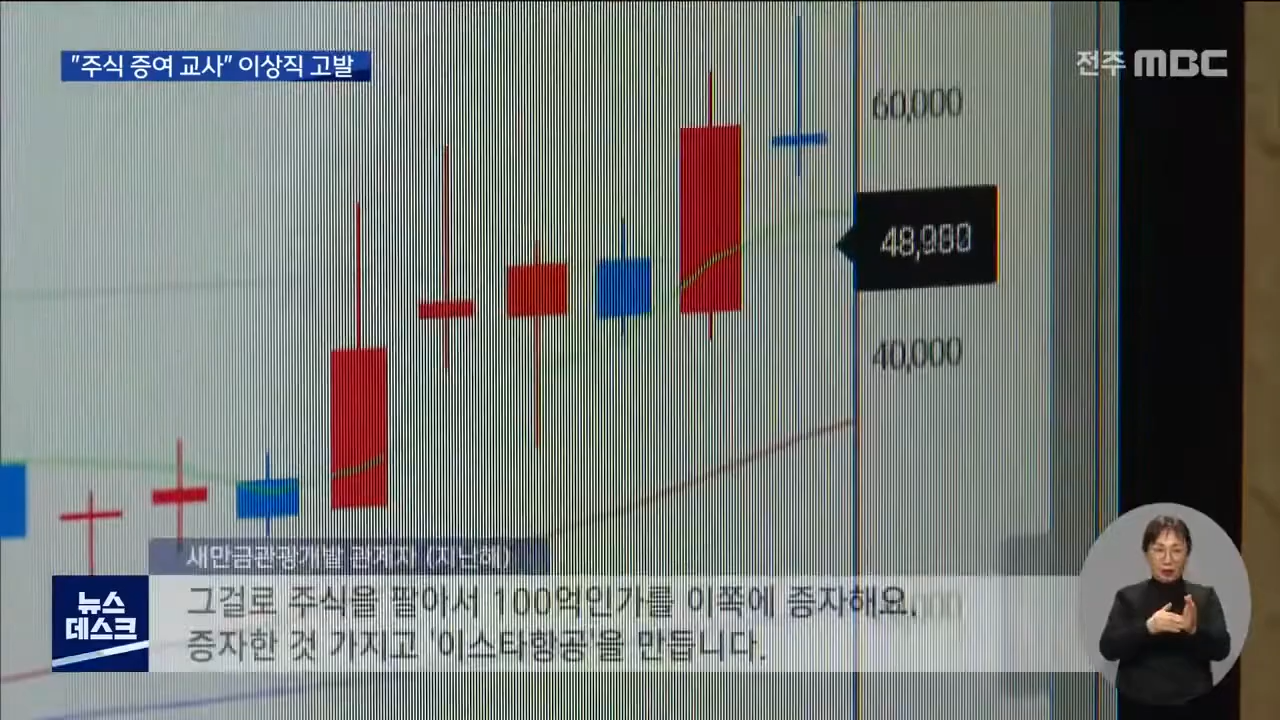 "주식 증여 교사" 이상직 고발
전주 MBC
60,000
48,980
40,000
새만금관광개발 관계자 (지난해)
뉴스
데스크
그걸로 주식을 팔아서 100억인가를 이쪽에 증자해요.
증자한 것 가지고 '이스타항공'을 만듭니다.